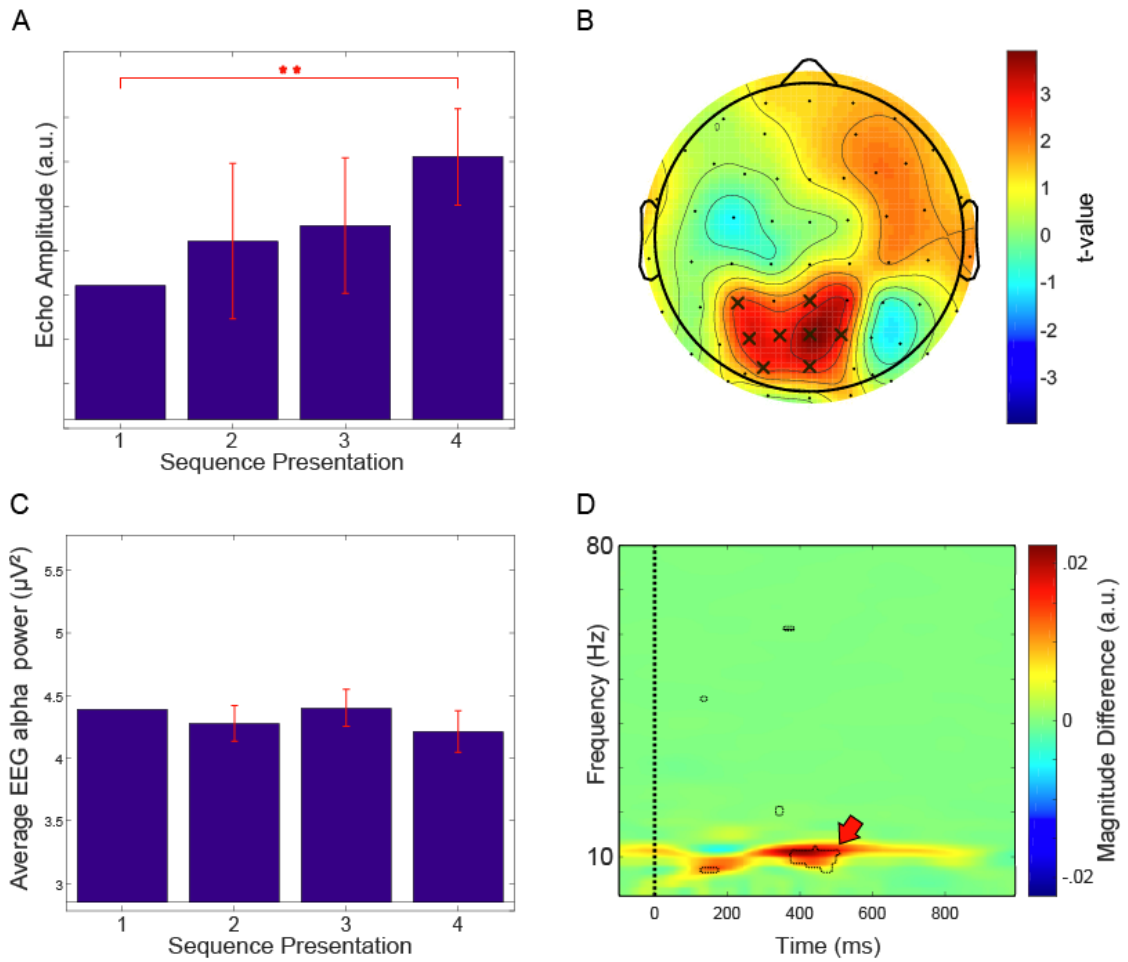 A
**
Echo Amplitude (a.u.)
1 2 3 4
Sequence Presentation
B
3
2
1
0
-1
-2
-3
t-value
C
Average EEG alpha power (µV²)
5.5
5
4.5
4
3.5
3
1 2 3 4
Sequence Presentation
D
80
10
Frequency (Hz)
0 200 400 600 800
Time (ms)
.02
0
-.02
Magnitude Difference (a.u.)